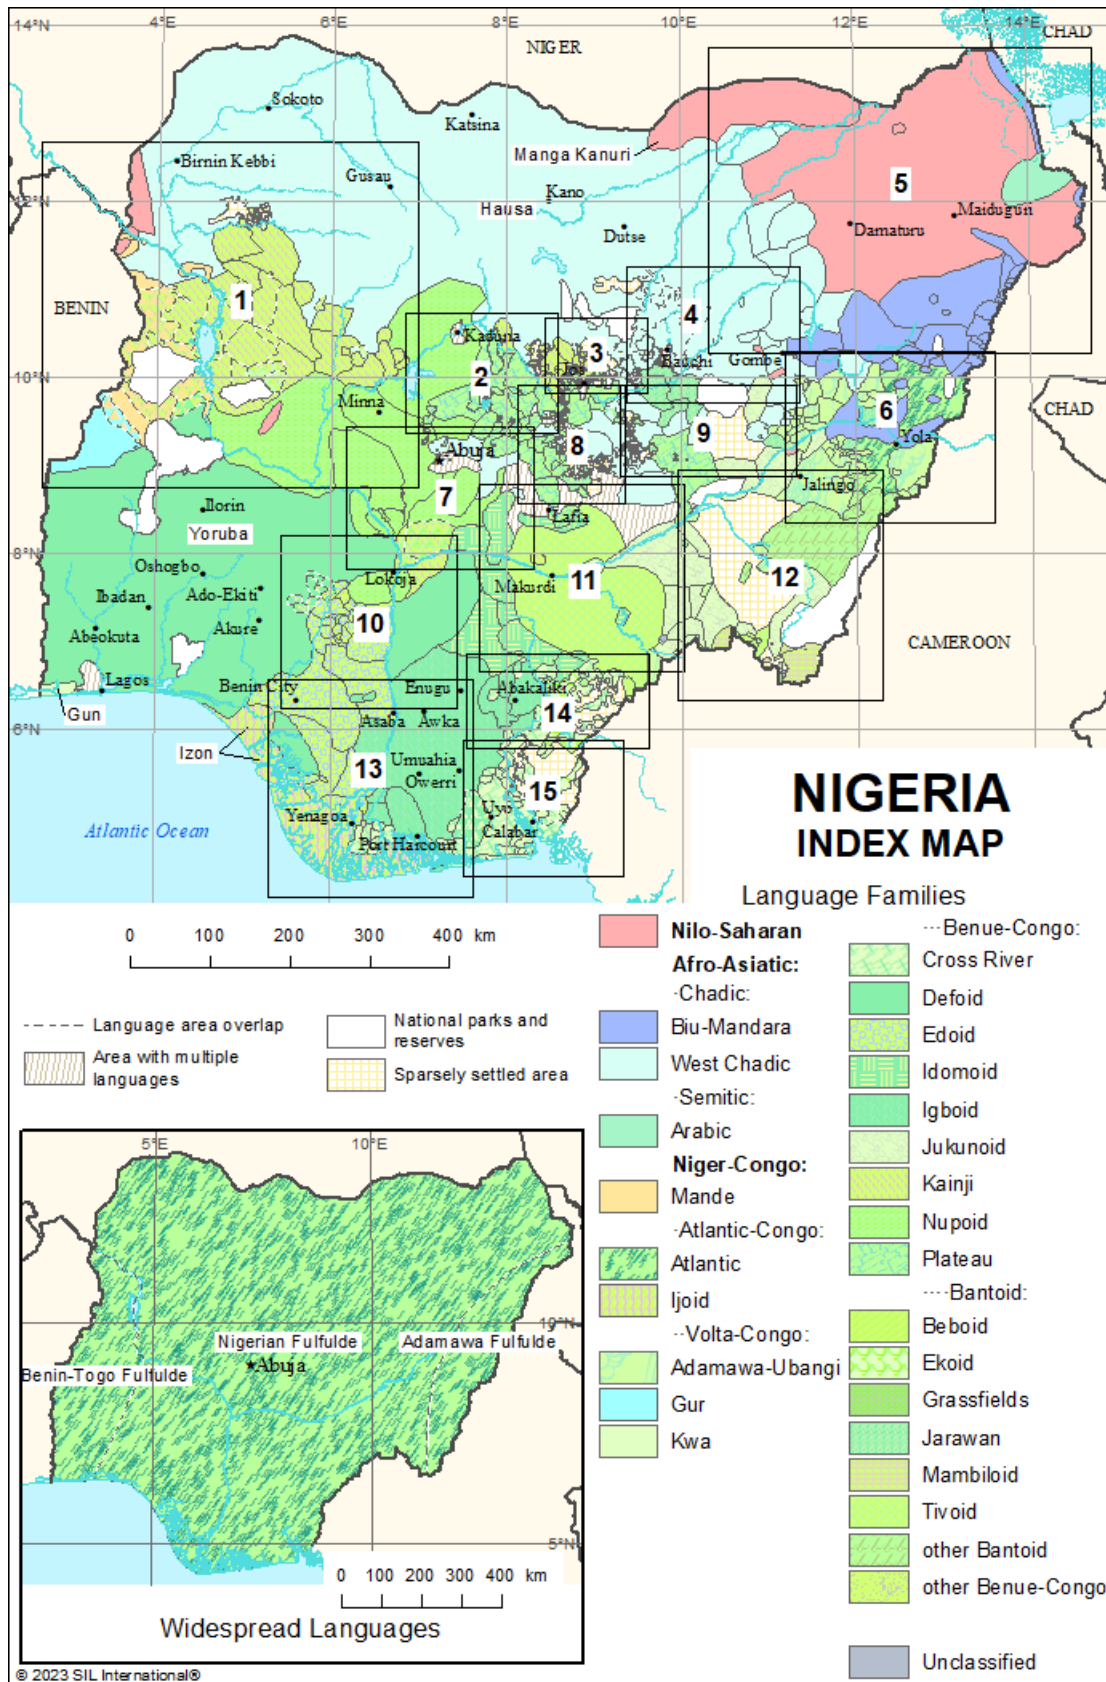 14°N
4°E
6°E
8°E
10°E
12°E
14°E
CHAD
NIGER
Sokoto
Katsina
Manga Kanuri
Birnin Kebbi
Gusau
Kano
5
12°N
Hausa
Maiduguri
Dutse
Damaturu
BENIN
1
4
Kaduna
3
Bauchi
Gombe
10°N
Jos
2
Minna
6
CHAD
9
Yola
8
Abuja
Jalingo
7
Ilorin
Lafia
Yoruba
8°N
Oshogbo
Lokoja
11
12
Ibadan
Ado-Ekiti
Makurdi
Abeokuta
Akure
10
CAMEROON
Lagos
Benin City
Enugu
Abakaliki
Gun
14
6°N
Asaba
Awka
Izon
13
Umuahia
Owerri
15
Atlantic Ocean
Yenagoa
Uyo
Port Harcourt
Calabar
NIGERIA
INDEX MAP
0 100 200 300 400 km
Language area overlap
National parks and
reserves
Area with multiple
languages
Sparsely settled area
Language Families
Nilo-Saharan
Afro-Asiatic:
·Chadic:
Biu-Mandara
West Chadic
·Semitic:
Arabic
Niger-Congo:
Mande
·Atlantic-Congo:
Atlantic
Ijoid
··Volta-Congo:
Adamawa-Ubangi
Gur
Kwa
···Benue-Congo:
Cross River
Defoid
Edoid
Idomoid
Igboid
Jukunoid
Kainji
Nupoid
Plateau
····Bantoid:
Beboid
Ekoid
Grassfields
Jarawan
Mambiloid
Tivoid
other Bantoid
other Benue-Congo
Unclassified
5°E
10°E
10°N
Nigerian Fulfulde
Adamawa Fulfulde
Abuja
Benin-Togo Fulfulde
5°N
0 100 200 300 400 km
Widespread Languages
© 2023 SIL International®